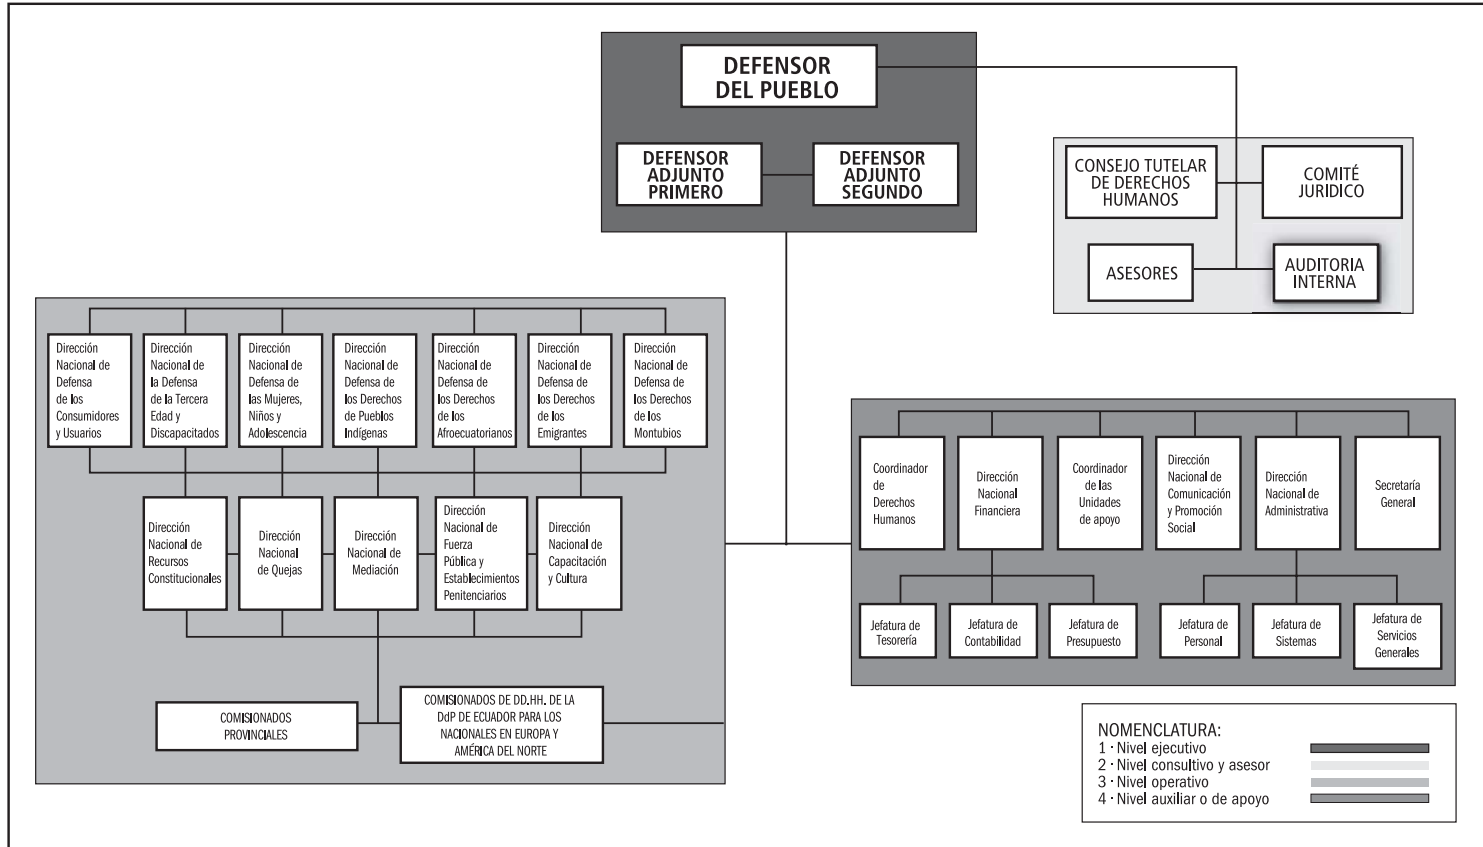 DEFENSOR
DEL PUEBLO
DEFENSOR
ADJUNTO
PRIMERO
DEFENSOR
ADJUNTO
SEGUNDO
CONSEJO TUTELAR
DE DERECHOS
HUMANOS
COMITÉ
JURIDICO
ASESORES
AUDITORIA
INTERNA
Dirección
Nacional de
Defensa
de los
Consumidores
y Usuarios
Dirección
Nacional de
la Defensa
de la Tercera
Edad y
Discapacitados
Dirección
Nacional de
Defensa de
las Mujeres,
Niños y
Adolescencia
Dirección
Nacional de
Defensa de
los Derechos
de Pueblos
Indígenas
Dirección
Nacional de
Defensa de
los Derechos
de los
Afroecuatorianos
Dirección
Nacional de
Defensa de
los Derechos
de los
Emigrantes
Dirección
Nacional de
Defensa de
los Derechos
de los
Montubios
Dirección
Nacional de
Recursos
Constitucionales
Dirección
Nacional
de Quejas
Dirección
Nacional de
Mediación
Dirección
Nacional de
Fuerza
Pública y
Establecimientos
Penitenciarios
Dirección
Nacional de
Capacitación
y Cultura
COMISIONADOS
PROVINCIALES
COMISIONADOS DE DD.HH. DE LA
DdP DE ECUADOR PARA LOS
NACIONALES EN EUROPA Y
AMÉRICA DEL NORTE
Coordinador
de
Derechos
Humanos
Dirección
Nacional
Financiera
Coordinador
de las
Unidades
de apoyo
Dirección
Nacional de
Comunicación
y Promoción
Social
Dirección
Nacional de
Administrativa
Secretaría
General
Jefatura de
Tesorería
Jefatura de
Contabilidad
Jefatura de
Presupuesto
Jefatura de
Personal
Jefatura de
Sistemas
Jefatura de
Servicios
Generales
NOMENCLATURA:
1 · Nivel ejecutivo
2 · Nivel consultivo y asesor
3 · Nivel operativo
4 · Nivel auxiliar o de apoyo